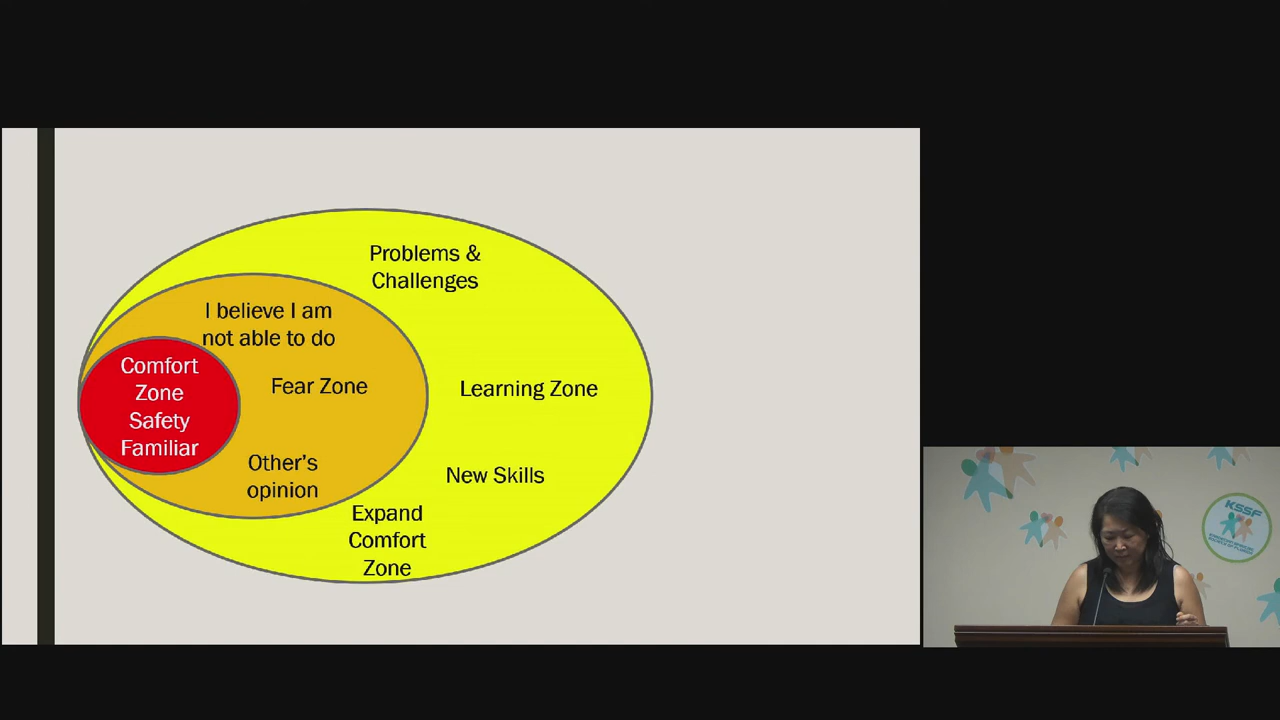 Problems &
Challenges
I believe I am
not able to do
Comfort
Zone
Safety
Familiar
Fear Zone
Learning Zone
Other's
opinion
New Skills
Expand
Comfort
Zone
KSSF